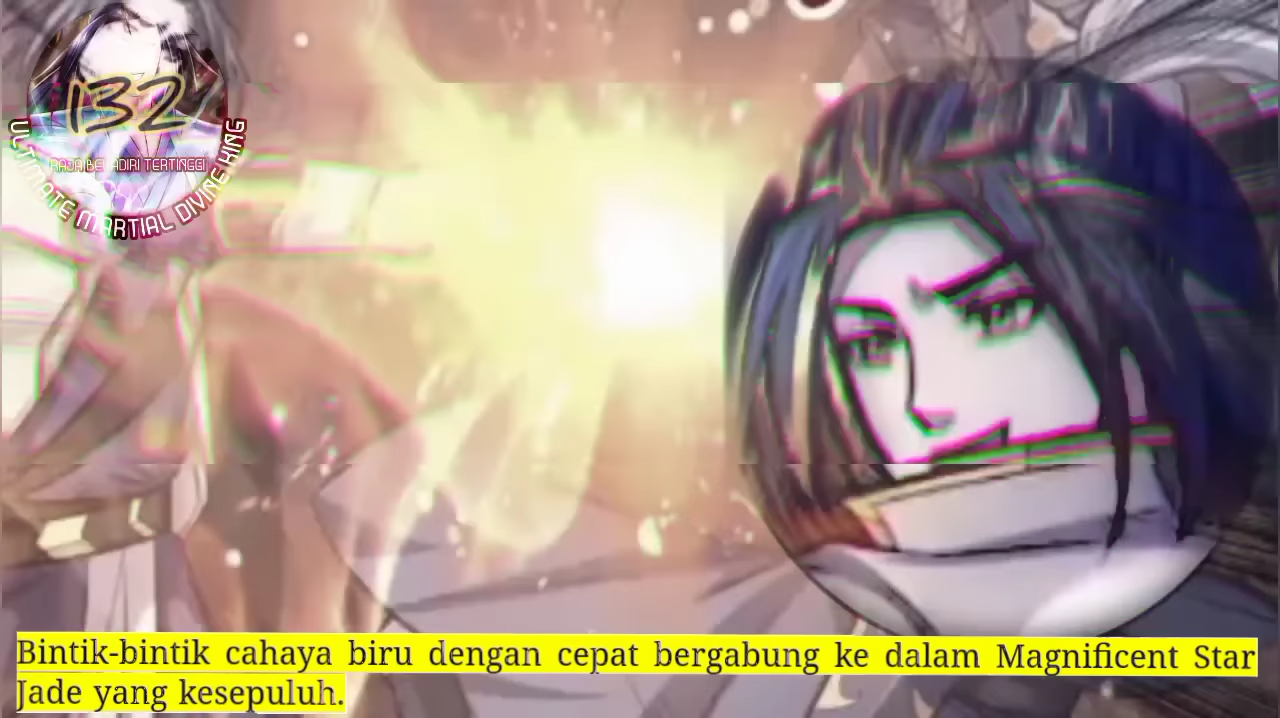 132
RAJA BELADIRI TERTINGGI
ULTIMATE MARTIAL DIVINE KING
Bintik-bintik cahaya biru dengan cepat bergabung ke dalam Magnificent Star
Jade yang kesepuluh.